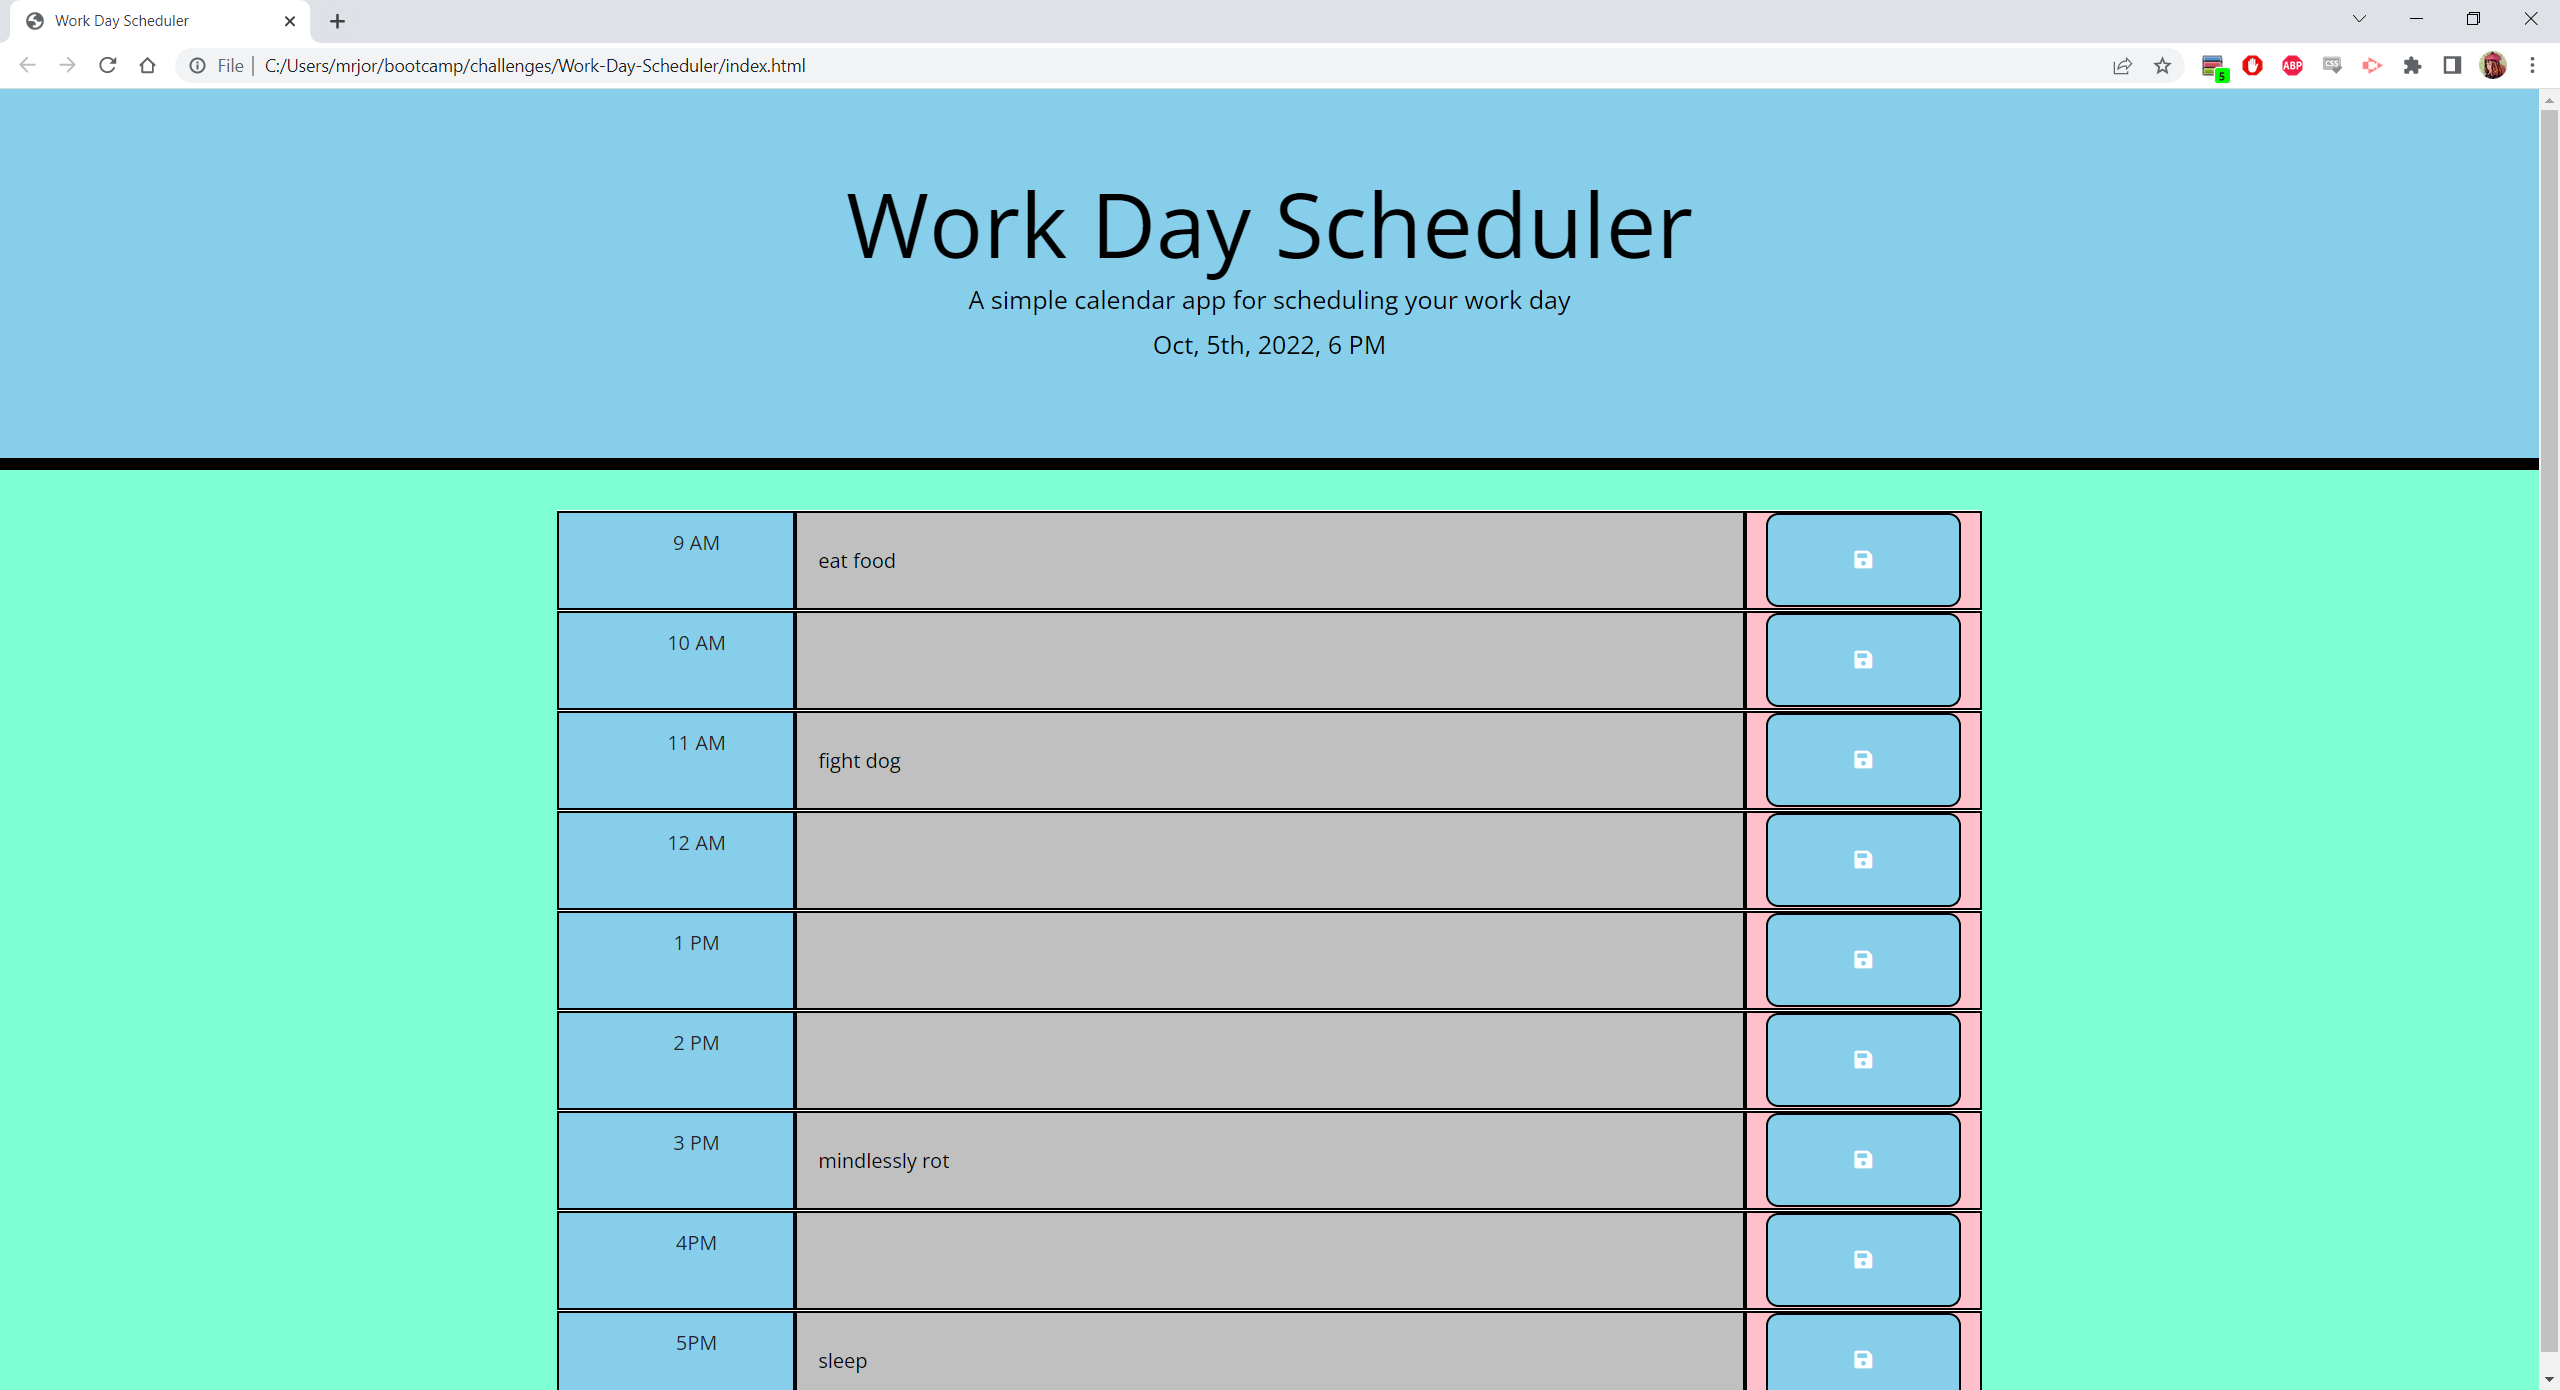 Work Day Scheduler
File | C:/Users/mrjor/bootcamp/challenges/Work-Day-Scheduler/index.html
5
ABP
CSS
Work Day Scheduler
A simple calendar app for scheduling your work day
Oct, 5th, 2022, 6 PM
9 AM
eat food
10 AM
11 AM
fight dog
12 AM
1 PM
2 PM
3 PM
mindlessly rot
4PM
5PM
sleep